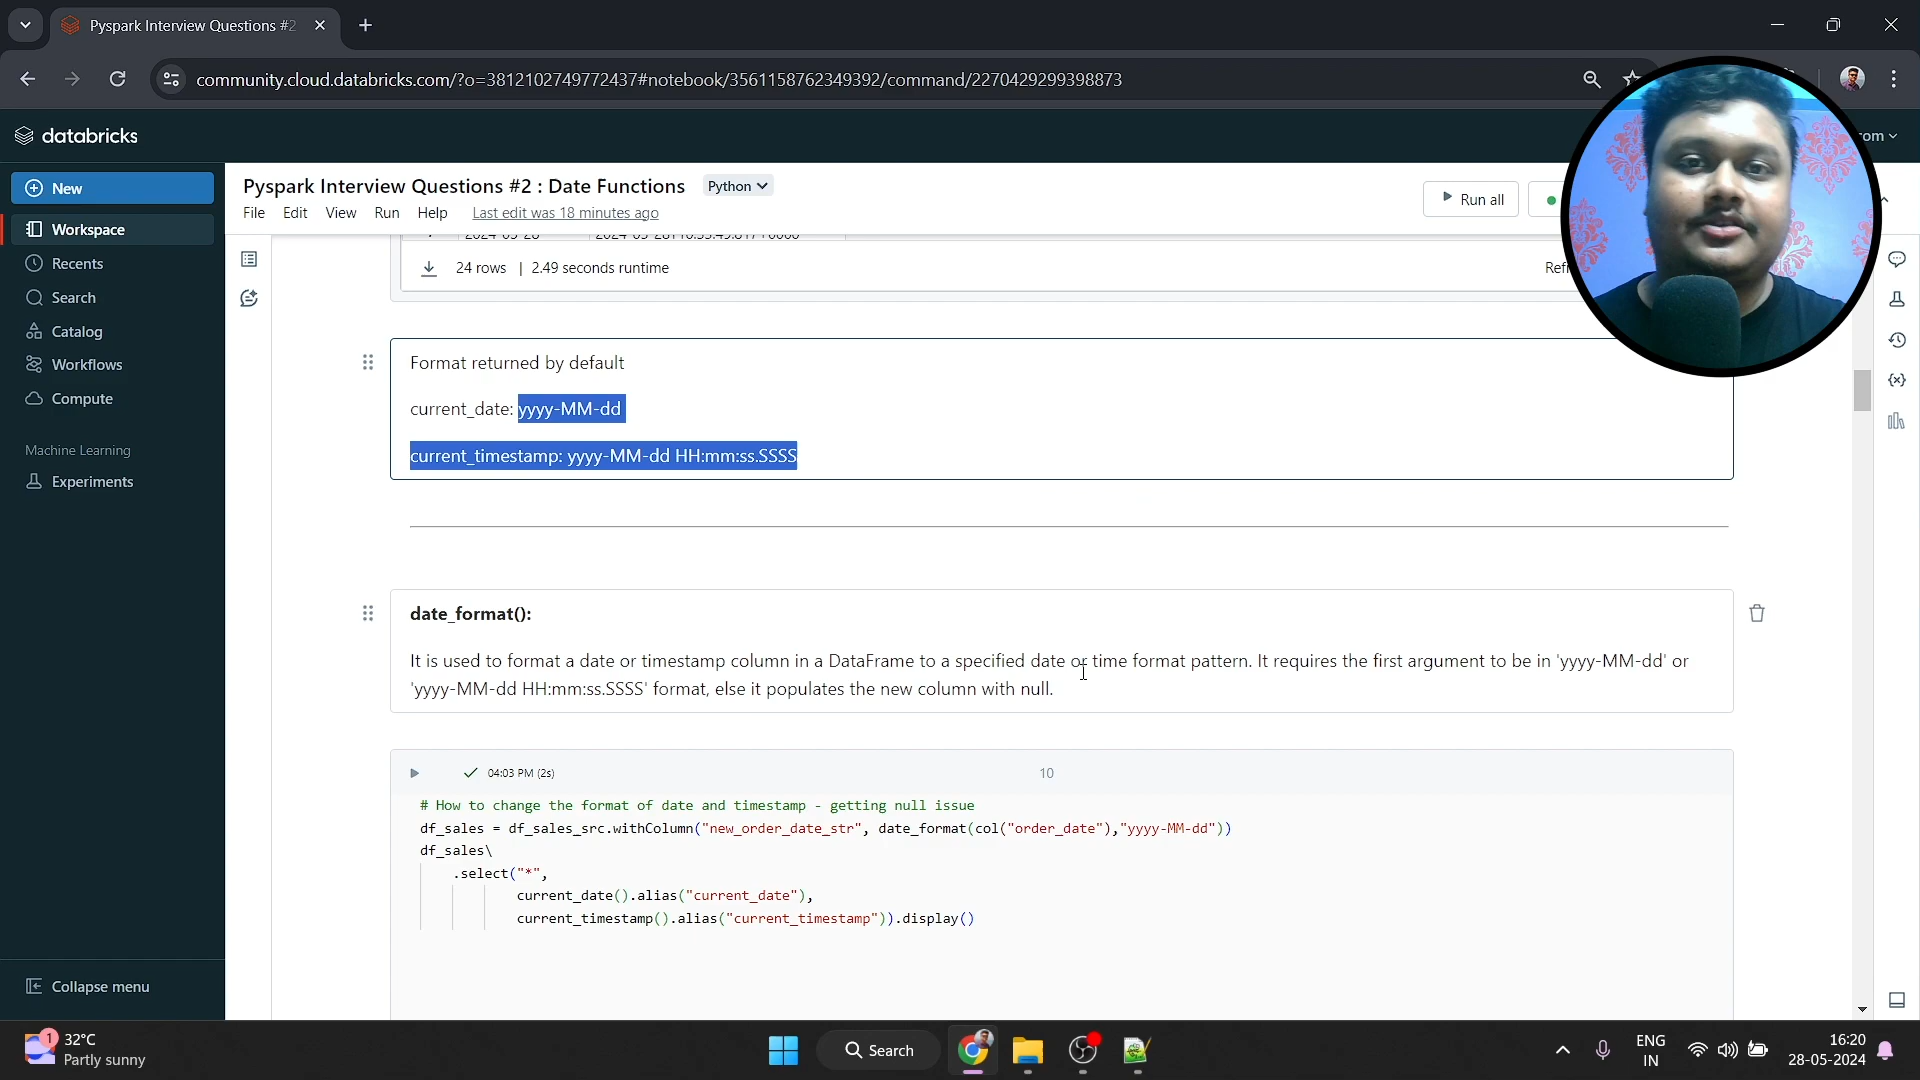 Pyspark Interview Questions #2
community.cloud.databricks.com/?o=3812102749772437#notebook/3561158762349392/command/2270429299398873
databricks
om
New
Workspace
Recents
Search
Catalog
Workflows
Compute
Machine Learning
Experiments
Collapse menu
Pyspark Interview Questions #2 : Date Functions
Python
File Edit View Run Help Last edit was 18 minutes ago
Run all
24 rows | 2.49 seconds runtime
Refr
Format returned by default
current_date: yyyy-MM-dd
current_timestamp: yyyy-MM-dd HH:mm:ss.SSSS
date_format():
It is used to format a date or timestamp column in a DataFrame to a specified date or time format pattern. It requires the first argument to be in 'yyyy-MM-dd' or
'yyyy-MM-dd HH:mm:ss.SSSS' format, else it populates the new column with null.
04:03 PM (2s)
10
# How to change the format of date and timestamp - getting null issue
df_sales = df_sales_src.withColumn("new_order_date_str", date_format(col("order_date"),"yyyy-MM-dd"))
df_sales\
.select("*",
current_date().alias("current_date"),
current_timestamp().alias("current_timestamp")).display()
1
32°C
Partly sunny
Search
ENG
IN
16:20
28-05-2024